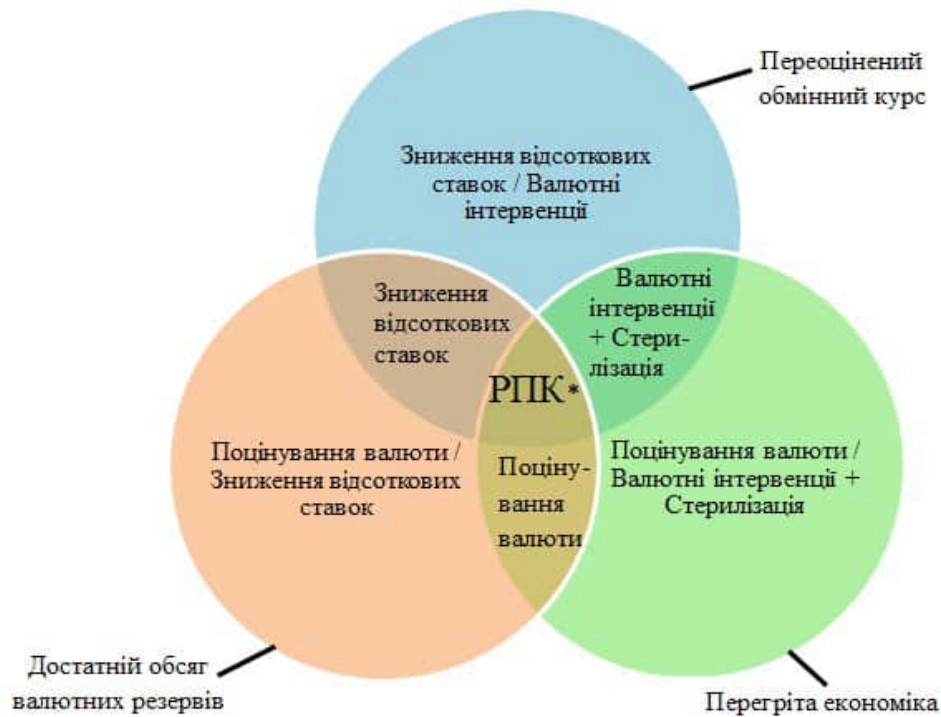 Переоцінений
обмінний курс
Зниження відсоткових
ставок / Валютні
інтервенції
Зниження
відсоткових
ставок
Валютні
інтервенції
+ Стери-
лізація
РПК*
Поцінування валюти /
Зниження відсоткових
ставок
Поціну-
вання
валюти
Поцінування валюти /
Валютні інтервенції +
Стерилізація
Достатній обсяг
валютних резервів
Перегріта економіка